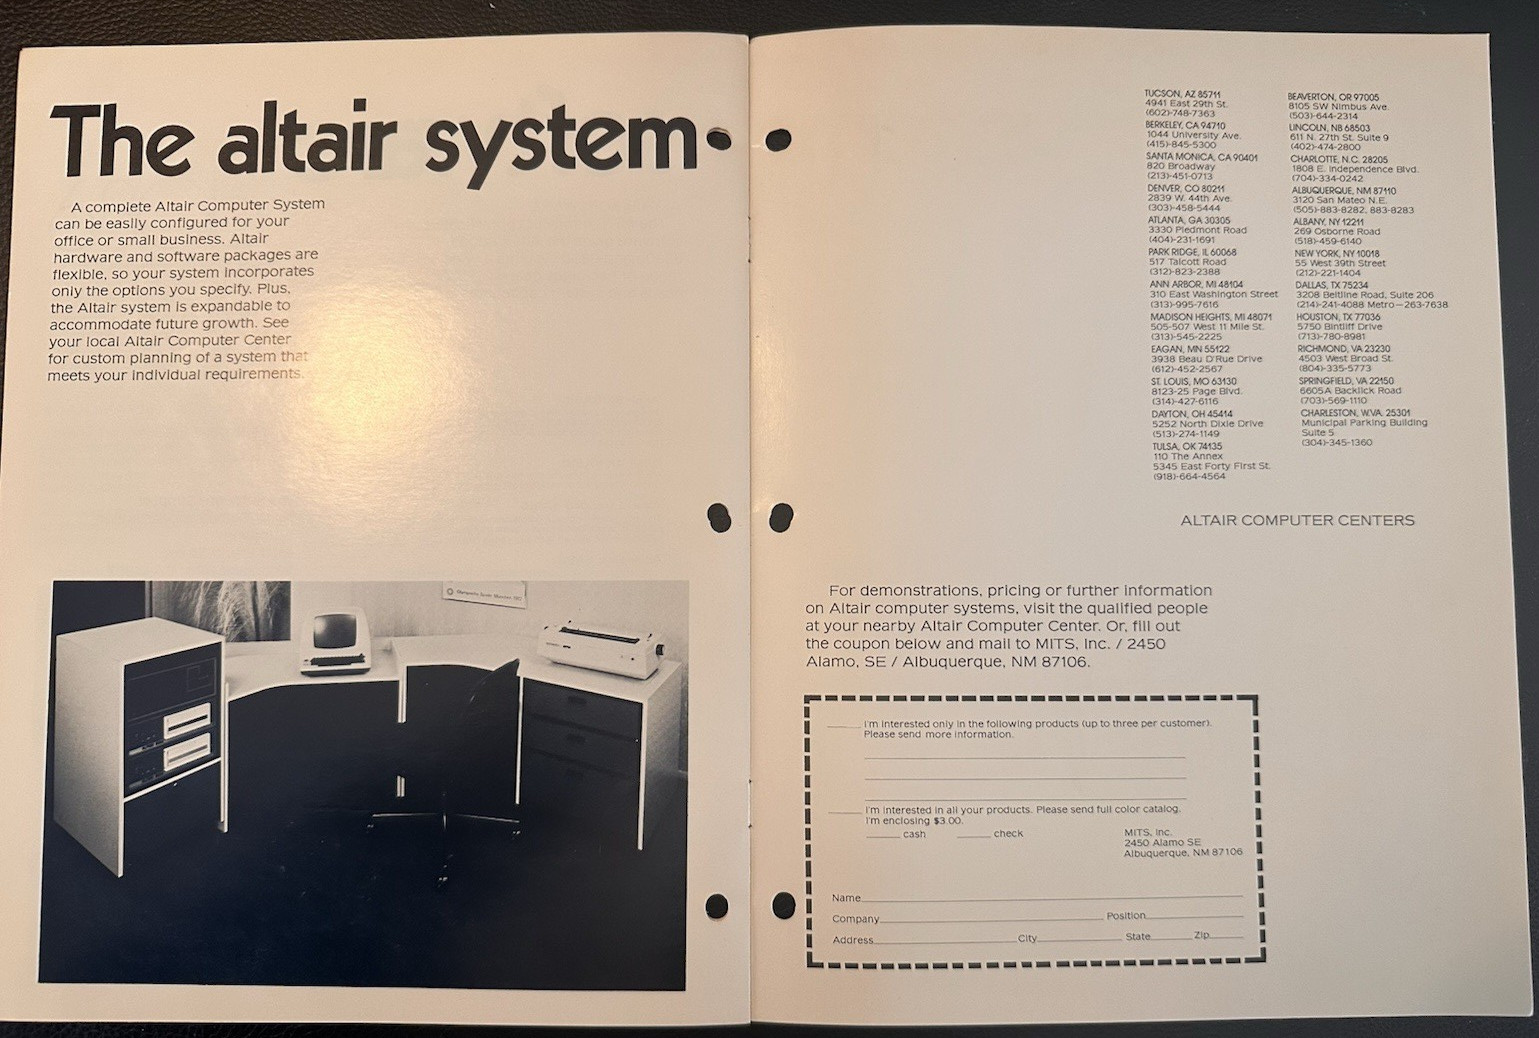 The altair system
A complete Altair Computer System
can be easily configured for your
office or small business. Altair
hardware and software packages are
flexible, so your system incorporates
only the options you specify. Plus,
the Altair system is expandable to
accommodate future growth. See
your local Altair Computer Center
for custom planning of a system that
meets your individual requirements.
TUCSON, AZ 85711
4941 East 29th St.
(602)-748-7363
BERKELEY, CA 94710
1044 University Ave.
(415)-845-5300
SANTA MONICA, CA 90401
820 Broadway
(213)-451-0713
DENVER, CO 80211
2839 W. 44th Ave.
(303)-458-5444
ATLANTA, GA 30305
3330 Piedmont Road
(404)-231-1691
PARK RIDGE, IL 60068
517 Talcott Road
(312)-823-2388
ANN ARBOR, MI 48104
310 East Washington Street
(313)-995-7616
MADISON HEIGHTS, MI 48071
505-507 West 11 Mile St.
(313)-545-2225
EAGAN, MN 55122
3938 Beau D'Rue Drive
(612)-452-2567
ST. LOUIS, MO 63130
8123-25 Page Blvd.
(314)-427-6116
DAYTON, OH 45414
5252 North Dixie Drive
(513)-274-1149
TULSA, OK 74135
110 The Annex
5345 East Forty First St.
(918)-664-4564
BEAVERTON, OR 97005
8105 SW Nimbus Ave.
(503)-644-2314
LINCOLN, NB 68503
611 N. 27th St. Suite 9
(402)-474-2800
CHARLOTTE, N.C. 28205
1808 E. Independence Blvd.
(704)-334-0242
ALBUQUERQUE, NM 87110
3120 San Mateo N.E.
(505)-883-8282, 883-8283
ALBANY, NY 12211
269 Osborne Road
(518)-459-6140
NEW YORK, NY 10018
55 West 39th Street
(212)-221-1404
DALLAS, TX 75234
3208 Beltline Road, Suite 206
(214)-241-4088 Metro—263-7638
HOUSTON, TX 77036
5750 Bintliff Drive
(713)-780-8981
RICHMOND, VA 23230
4503 West Broad St.
(804)-335-5773
SPRINGFIELD, VA 22150
6605A Backlick Road
(703)-569-1110
CHARLESTON, W.VA. 25301
Municipal Parking Building
Suite 5
(304)-345-1360
ALTAIR COMPUTER CENTERS
For demonstrations, pricing or further information
on Altair computer systems, visit the qualified people
at your nearby Altair Computer Center. Or, fill out
the coupon below and mail to MITS, Inc. / 2450
Alamo, SE / Albuquerque, NM 87106.
I'm interested only in the following products (up to three per customer).
Please send more information.
I'm interested in all your products. Please send full color catalog.
I'm enclosing $3.00.
cash check
MITS, Inc.
2450 Alamo SE
Albuquerque, NM 87106
Name
Company Position
Address City State Zip